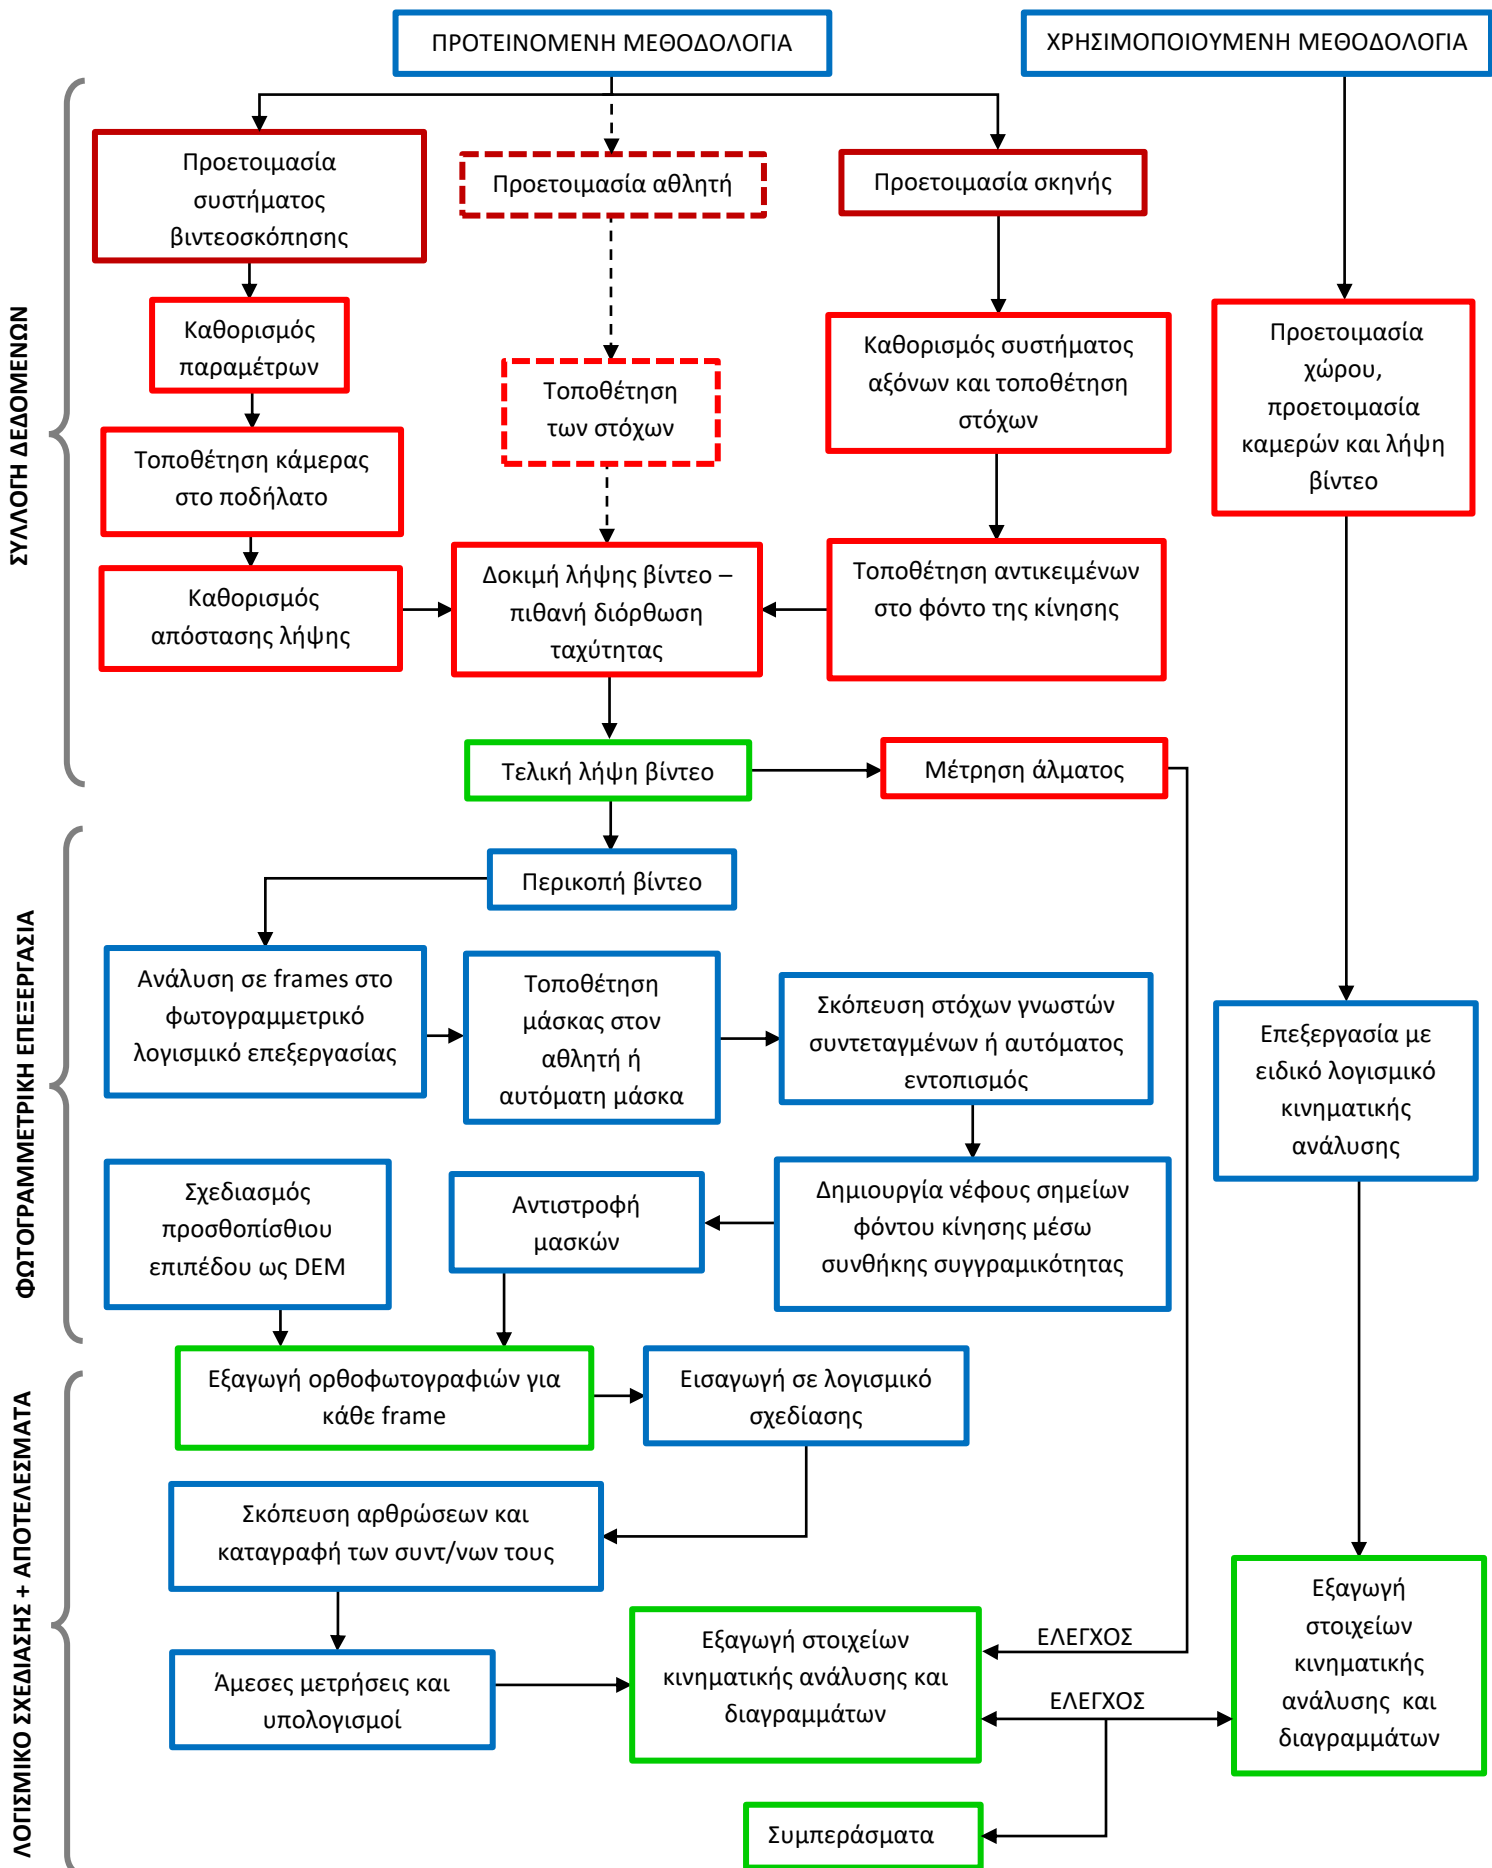 ΠΡΟΤΕΙΝΟΜΕΝΗ ΜΕΘΟΔΟΛΟΓΙΑ
ΧΡΗΣΙΜΟΠΟΙΟΥΜΕΝΗ ΜΕΘΟΔΟΛΟΓΙΑ
ΣΥΛΛΟΓΗ ΔΕΔΟΜΕΝΩΝ
Προετοιμασία
συστήματος
βιντεοσκόπησης
Προετοιμασία αθλητή
Προετοιμασία σκηνής
Καθορισμός
παραμέτρων
Τοποθέτηση
των στόχων
Καθορισμός συστήματος
αξόνων και τοποθέτηση
στόχων
Προετοιμασία
χώρου,
προετοιμασία
καμερών και λήψη
βίντεο
Τοποθέτηση κάμερας
στο ποδήλατο
Καθορισμός
απόστασης λήψης
Δοκιμή λήψης βίντεο –
πιθανή διόρθωση
ταχύτητας
Τοποθέτηση αντικειμένων
στο φόντο της κίνησης
Τελική λήψη βίντεο
Μέτρηση άλματος
ΦΩΤΟΓΡΑΜΜΕΤΡΙΚΗ ΕΠΕΞΕΡΓΑΣΙΑ
Περικοπή βίντεο
Ανάλυση σε frames στο
φωτογραμμετρικό
λογισμικό επεξεργασίας
Τοποθέτηση
μάσκας στον
αθλητή ή
αυτόματη μάσκα
Σκόπευση στόχων γνωστών
συντεταγμένων ή αυτόματος
εντοπισμός
Επεξεργασία με
ειδικό λογισμικό
κινηματικής
ανάλυσης
Σχεδιασμός
προσθοπίσθιου
επιπέδου ως DEM
Αντιστροφή
μασκών
Δημιουργία νέφους σημείων
φόντου κίνησης μέσω
συνθήκης συγγραμικότητας
ΛΟΓΙΣΜΙΚΟ ΣΧΕΔΙΑΣΗΣ + ΑΠΟΤΕΛΕΣΜΑΤΑ
Εξαγωγή ορθοφωτογραφιών για
κάθε frame
Εισαγωγή σε λογισμικό
σχεδίασης
Σκόπευση αρθρώσεων και
καταγραφή των συντ/νων τους
Άμεσες μετρήσεις και
υπολογισμοί
Εξαγωγή στοιχείων
κινηματικής ανάλυσης και
διαγραμμάτων
ΕΛΕΓΧΟΣ
ΕΛΕΓΧΟΣ
Εξαγωγή
στοιχείων
κινηματικής
ανάλυσης και
διαγραμμάτων
Συμπεράσματα